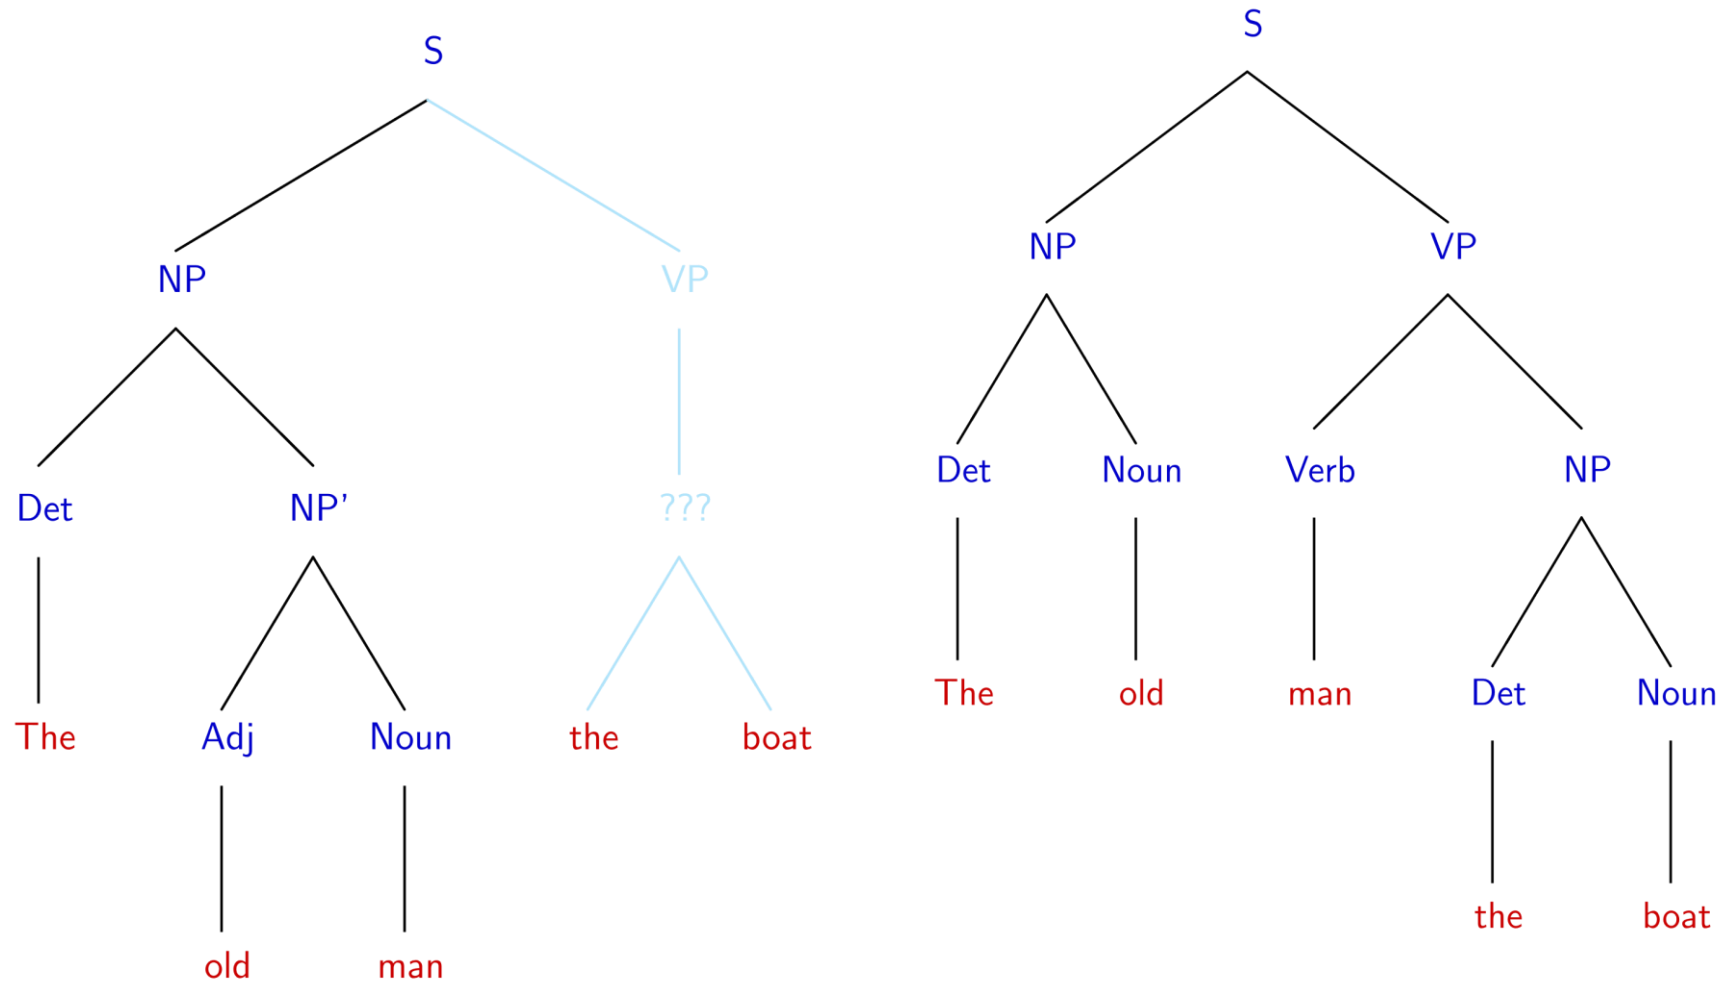 S
NP VP
Det NP' ???
The Adj Noun the boat
old man
S
NP VP
Det Noun Verb NP
The old man Det Noun
the boat